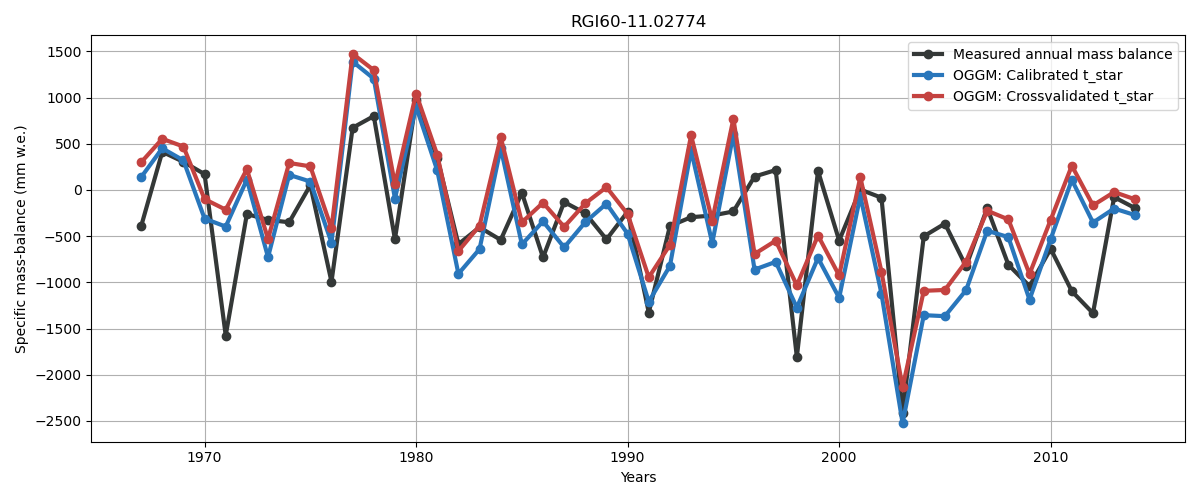 RGI60-11.02774
Measured annual mass balance
OGGM: Calibrated t_star
OGGM: Crossvalidated t_star
Specific mass-balance (mm w.e.)
1500
1000
500
0
−500
−1000
−1500
−2000
−2500
1970 1980 1990 2000 2010
Years